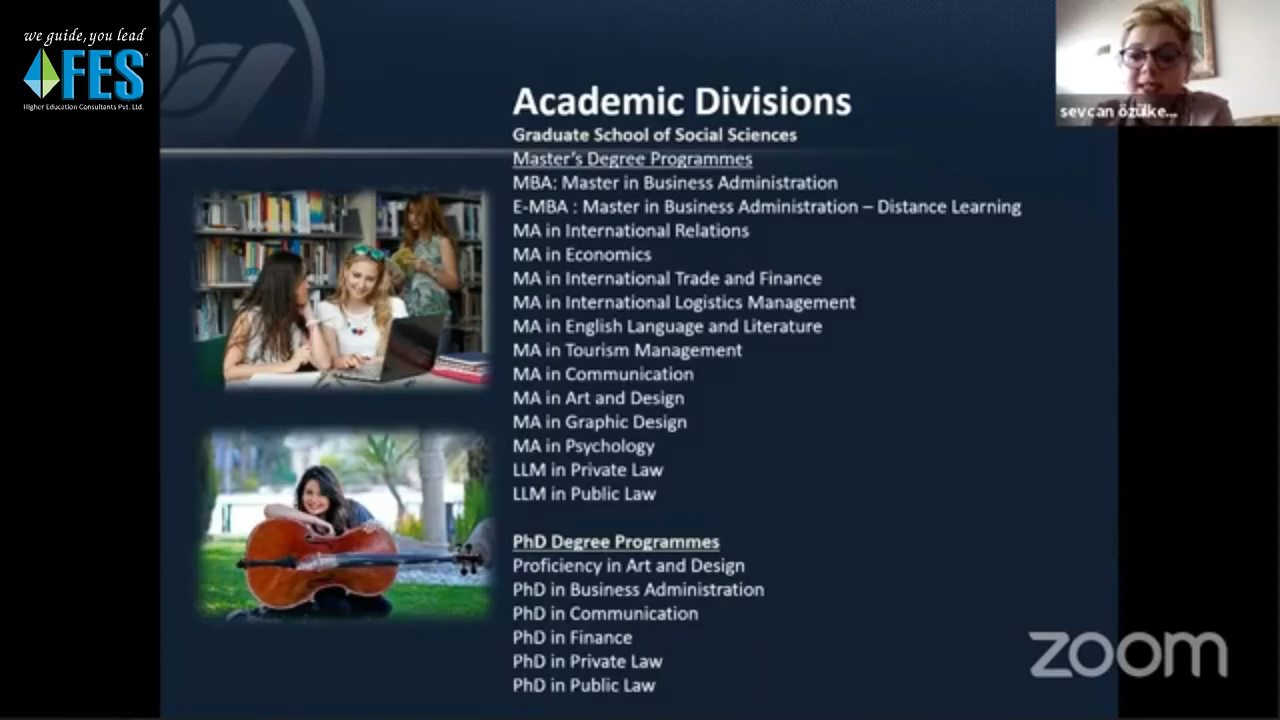 we guide, you lead
FES
Higher Education Consultants Pvt. Ltd.
sevcan özülke...
Academic Divisions
Graduate School of Social Sciences
Master's Degree Programmes
MBA: Master in Business Administration
E-MBA : Master in Business Administration – Distance Learning
MA in International Relations
MA in Economics
MA in International Trade and Finance
MA in International Logistics Management
MA in English Language and Literature
MA in Tourism Management
MA in Communication
MA in Art and Design
MA in Graphic Design
MA in Psychology
LLM in Private Law
LLM in Public Law
PhD Degree Programmes
Proficiency in Art and Design
PhD in Business Administration
PhD in Communication
PhD in Finance
PhD in Private Law
PhD in Public Law
zoom